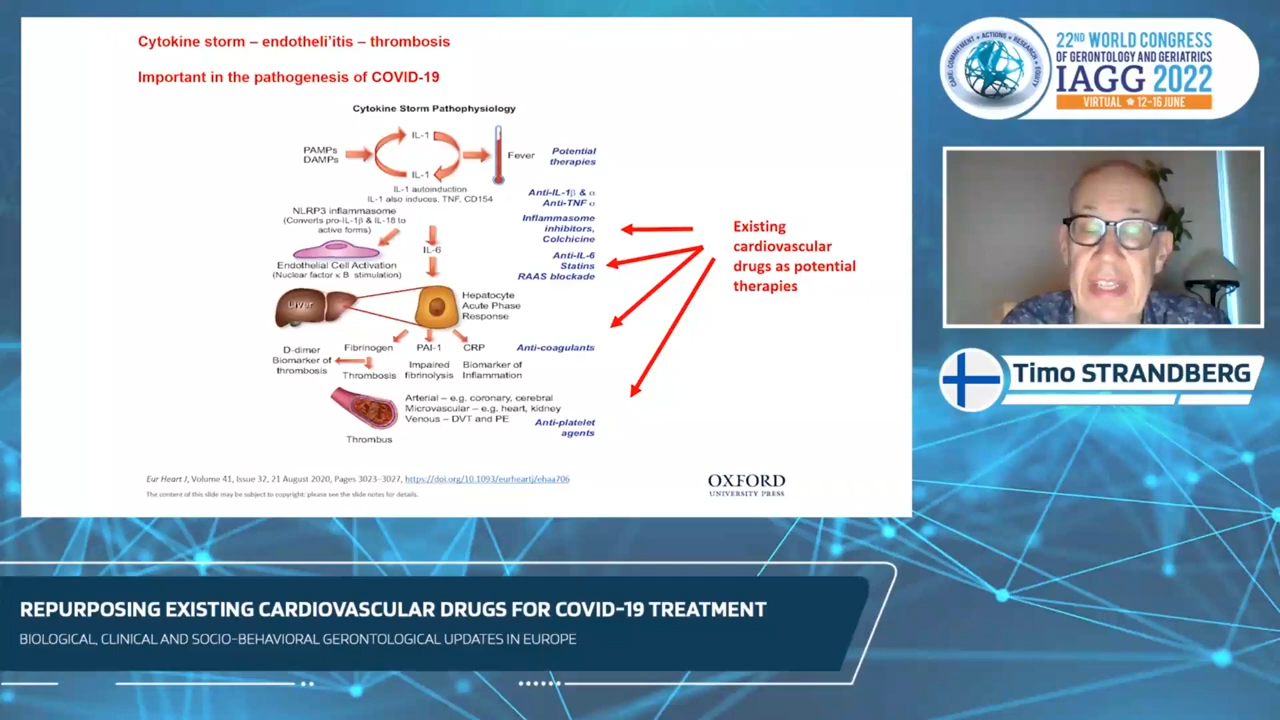 Cytokine storm – endotheli’itis – thrombosis
Important in the pathogenesis of COVID-19
Cytokine Storm Pathophysiology
IL-1
PAMPs
DAMPs
Fever
IL-1
IL-1 autoinduction
IL-1 also induces, TNF, CD154
NLRP3 inflammasome
(Converts pro-IL-1β & IL-18 to
active forms)
IL-6
Endothelial Cell Activation
(Nuclear factor κ B stimulation)
Liver
Hepatocyte
Acute Phase
Response
Fibrinogen
PAI-1
CRP
D-dimer
Biomarker of
thrombosis
Thrombosis
Impaired
fibrinolysis
Biomarker of
Inflammation
Arterial – e.g. coronary, cerebral
Microvascular – e.g. heart, kidney
Venous – DVT and PE
Thrombus
Potential
therapies
Anti-IL-1β & α
Anti-TNF α
Inflammasome
inhibitors,
Colchicine
Anti-IL-6
Statins
RAAS blockade
Anti-coagulants
Anti-platelet
agents
Existing
cardiovascular
drugs as potential
therapies
Eur Heart J, Volume 41, Issue 32, 21 August 2020, Pages 3023–3027, https://doi.org/10.1093/eurheartj/ehaa706
The content of this slide may be subject to copyright: please see the slide notes for details.
OXFORD
UNIVERSITY PRESS
CARE: COMMITMENT + ACTIONS + RESEARCH + EQUITY
22ND WORLD CONGRESS
OF GERONTOLOGY AND GERIATRICS
IAGG 2022
VIRTUAL 12-16 JUNE
Timo STRANDBERG
REPURPOSING EXISTING CARDIOVASCULAR DRUGS FOR COVID-19 TREATMENT
BIOLOGICAL, CLINICAL AND SOCIO-BEHAVIORAL GERONTOLOGICAL UPDATES IN EUROPE